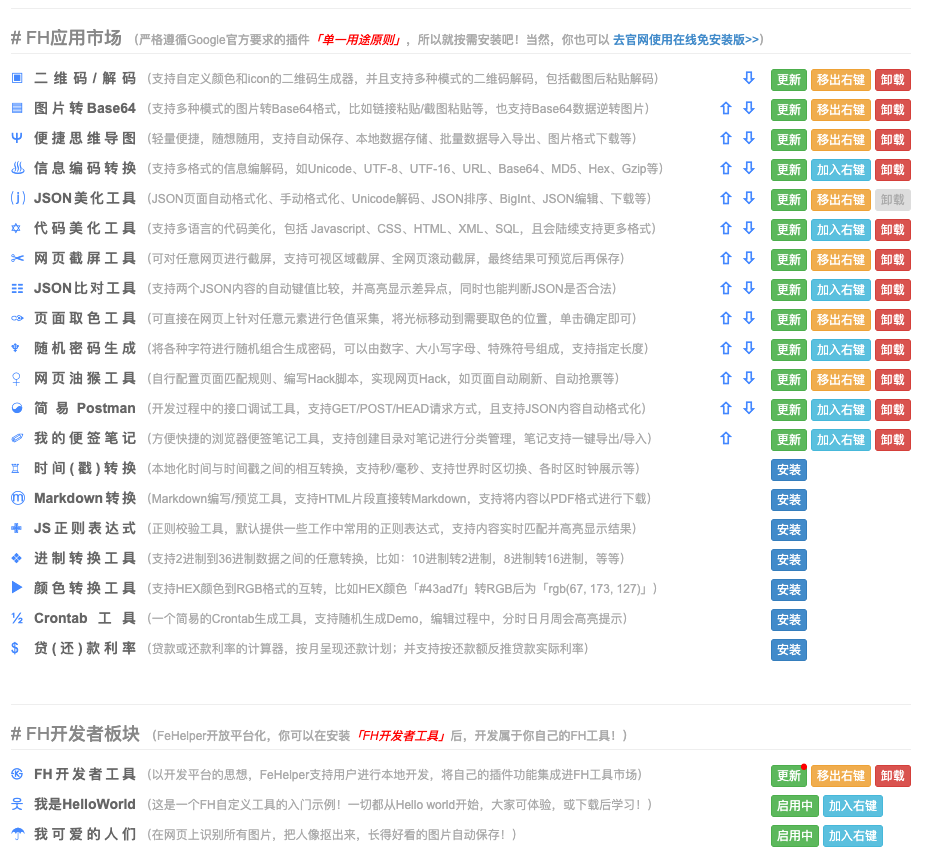 # FH应用市场 (严格遵循Google官方要求的插件「单一用途原则」，所以就按需安装吧！当然，你也可以 去官网使用在线免安装版>>)
二维码/解码 (支持自定义颜色和icon的二维码生成器，并且支持多种模式的二维码解码，包括截图后粘贴解码) 更新 移出右键 卸载
图片转Base64 (支持多种模式的图片转Base64格式，比如链接粘贴/截图粘贴等，也支持Base64数据逆转图片) 更新 移出右键 卸载
便捷思维导图 (轻量便捷，随想随用，支持自动保存、本地数据存储、批量数据导入导出、图片格式下载等) 更新 移出右键 卸载
信息编码转换 (支持多格式的信息编解码，如Unicode、UTF-8、UTF-16、URL、Base64、MD5、Hex、Gzip等) 更新 加入右键 卸载
JSON美化工具 (JSON页面自动格式化、手动格式化、Unicode解码、JSON排序、BigInt、JSON编辑、下载等) 更新 移出右键 卸载
代码美化工具 (支持多语言的代码美化，包括 Javascript、CSS、HTML、XML、SQL，且会陆续支持更多格式) 更新 加入右键 卸载
网页截屏工具 (可对任意网页进行截屏，支持可视区域截屏、全网页滚动截屏，最终结果可预览后再保存) 更新 移出右键 卸载
JSON比对工具 (支持两个JSON内容的自动键值比较，并高亮显示差异点，同时也能判断JSON是否合法) 更新 加入右键 卸载
页面取色工具 (可直接在网页上针对任意元素进行色值采集，将光标移动到需要取色的位置，单击确定即可) 更新 移出右键 卸载
随机密码生成 (将各种字符进行随机组合生成密码，可以由数字、大小写字母、特殊符号组成，支持指定长度) 更新 加入右键 卸载
网页油猴工具 (自行配置页面匹配规则、编写Hack脚本，实现网页Hack，如页面自动刷新、自动抢票等) 更新 移出右键 卸载
简易Postman (开发过程中的接口调试工具，支持GET/POST/HEAD请求方式，且支持JSON内容自动格式化) 更新 加入右键 卸载
我的便签笔记 (方便快捷的浏览器便签笔记工具，支持创建目录对笔记进行分类管理，笔记支持一键导出/导入) 更新 加入右键 卸载
时间(戳)转换 (本地化时间与时间戳之间的相互转换，支持秒/毫秒、支持世界时区切换、各时区时钟展示等) 安装
Markdown转换 (Markdown编写/预览工具，支持HTML片段直接转Markdown，支持将内容以PDF格式进行下载) 安装
JS正则表达式 (正则校验工具，默认提供一些工作中常用的正则表达式，支持内容实时匹配并高亮显示结果) 安装
进制转换工具 (支持2进制到36进制数据之间的任意转换，比如：10进制转2进制，8进制转16进制，等等) 安装
颜色转换工具 (支持HEX颜色到RGB格式的互转，比如HEX颜色「#43ad7f」转RGB后为「rgb(67, 173, 127)」) 安装
Crontab工具 (一个简易的Crontab生成工具，支持随机生成Demo，编辑过程中，分时日月周会高亮提示) 安装
贷(还)款利率 (贷款或还款利率的计算器，按月呈现还款计划；并支持按还款额反推贷款实际利率) 安装
# FH开发者板块 (FeHelper开放平台化，你可以在安装「FH开发者工具」后，开发属于你自己的FH工具！)
FH开发者工具 (以开发平台的思想，FeHelper支持用户进行本地开发，将自己的插件功能集成进FH工具市场) 更新 移出右键 卸载
我是HelloWorld (这是一个FH自定义工具的入门示例！一切都从Hello world开始，大家可体验，或下载后学习！) 启用中 加入右键
我可爱的人们 (在网页上识别所有图片，把人像抠出来，长得好看的图片自动保存！) 启用中 加入右键